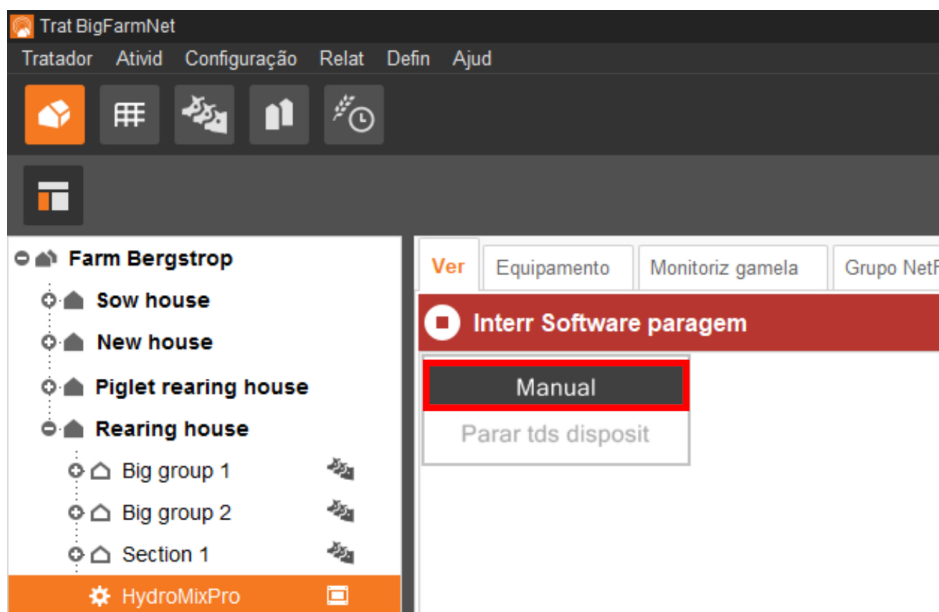 Trat BigFarmNet
Tratador Ativid Configuração Relat Defin Ajud
Farm Bergstrop
Sow house
New house
Piglet rearing house
Rearing house
Big group 1
Big group 2
Section 1
HydroMixPro
Ver Equipamento Monitoriz gamela Grupo NetF
Interr Software paragem
Manual
Parar tds disposit